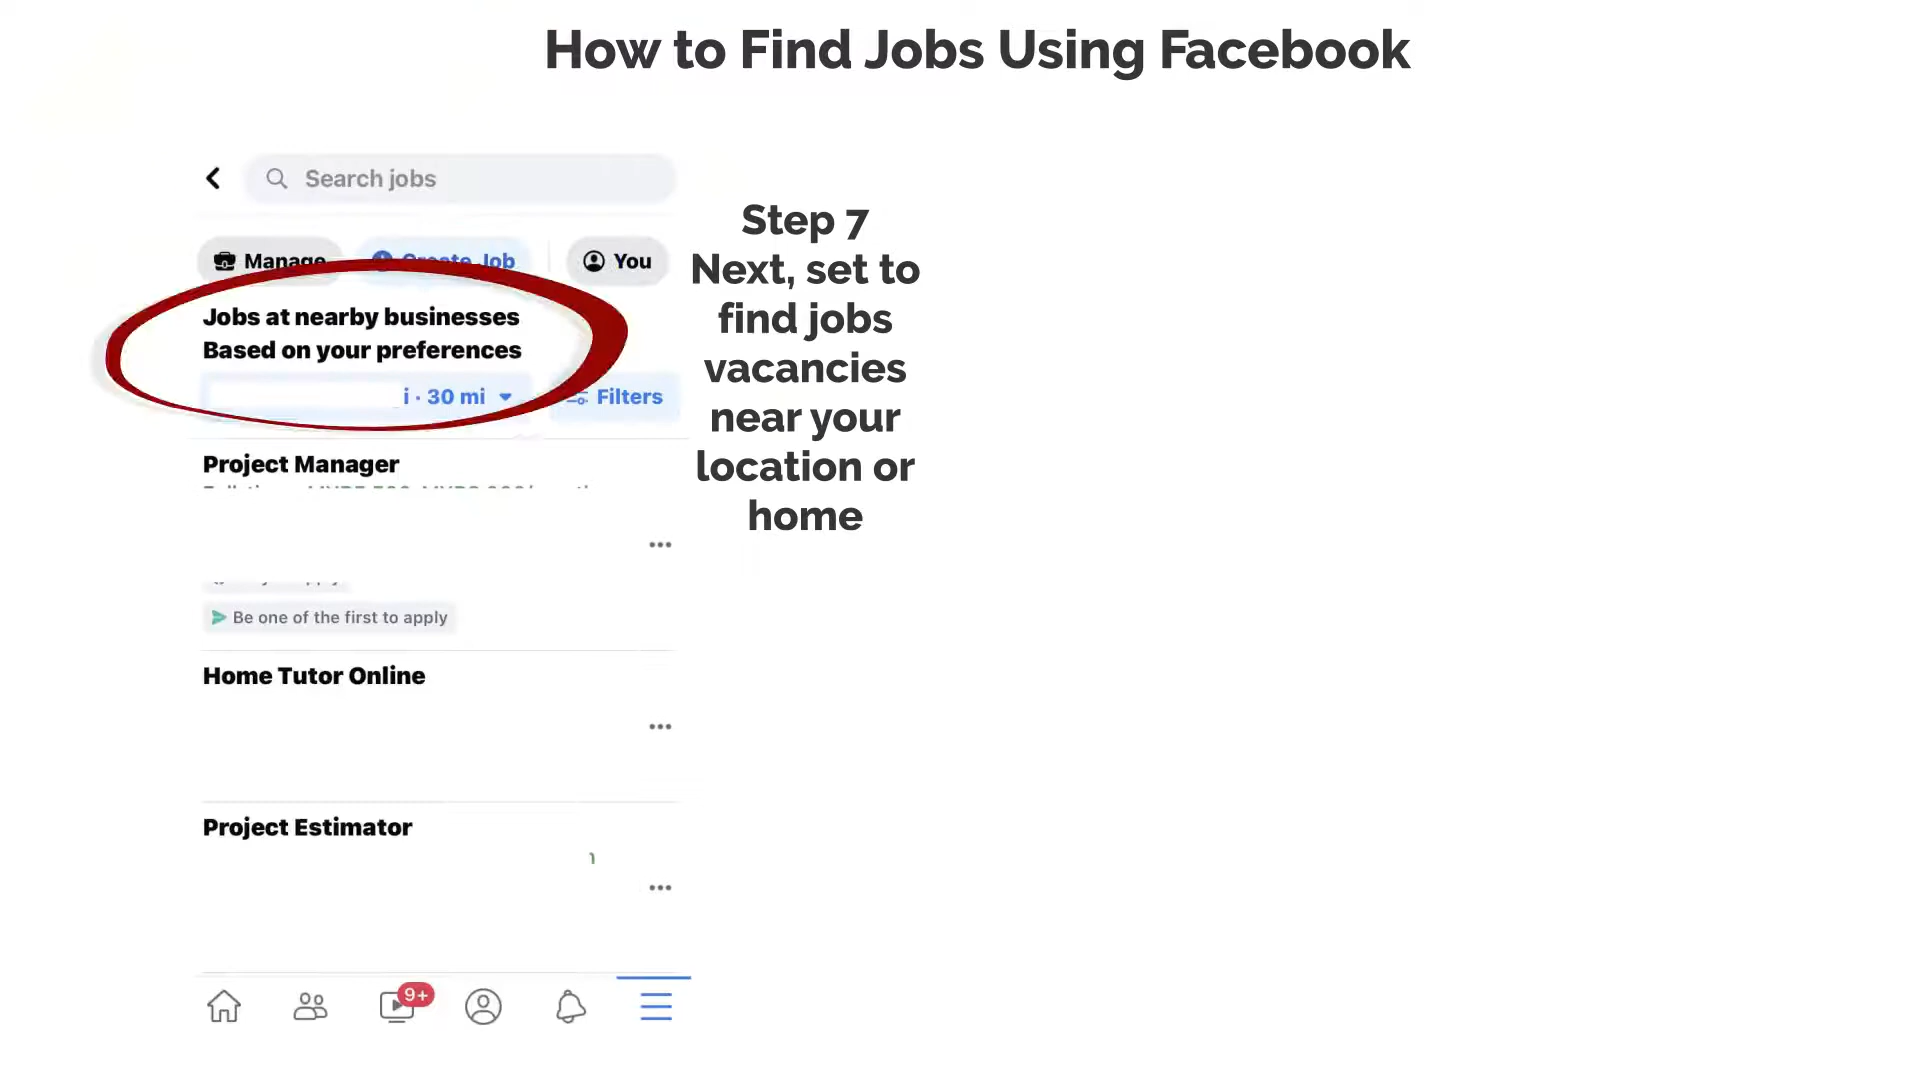 How to Find Jobs Using Facebook
Search jobs
Manage
Create Job
You
Jobs at nearby businesses
Based on your preferences
i · 30 mi
Filters
Project Manager
Be one of the first to apply
Home Tutor Online
Project Estimator
9+
Step 7
Next, set to
find jobs
vacancies
near your
location or
home